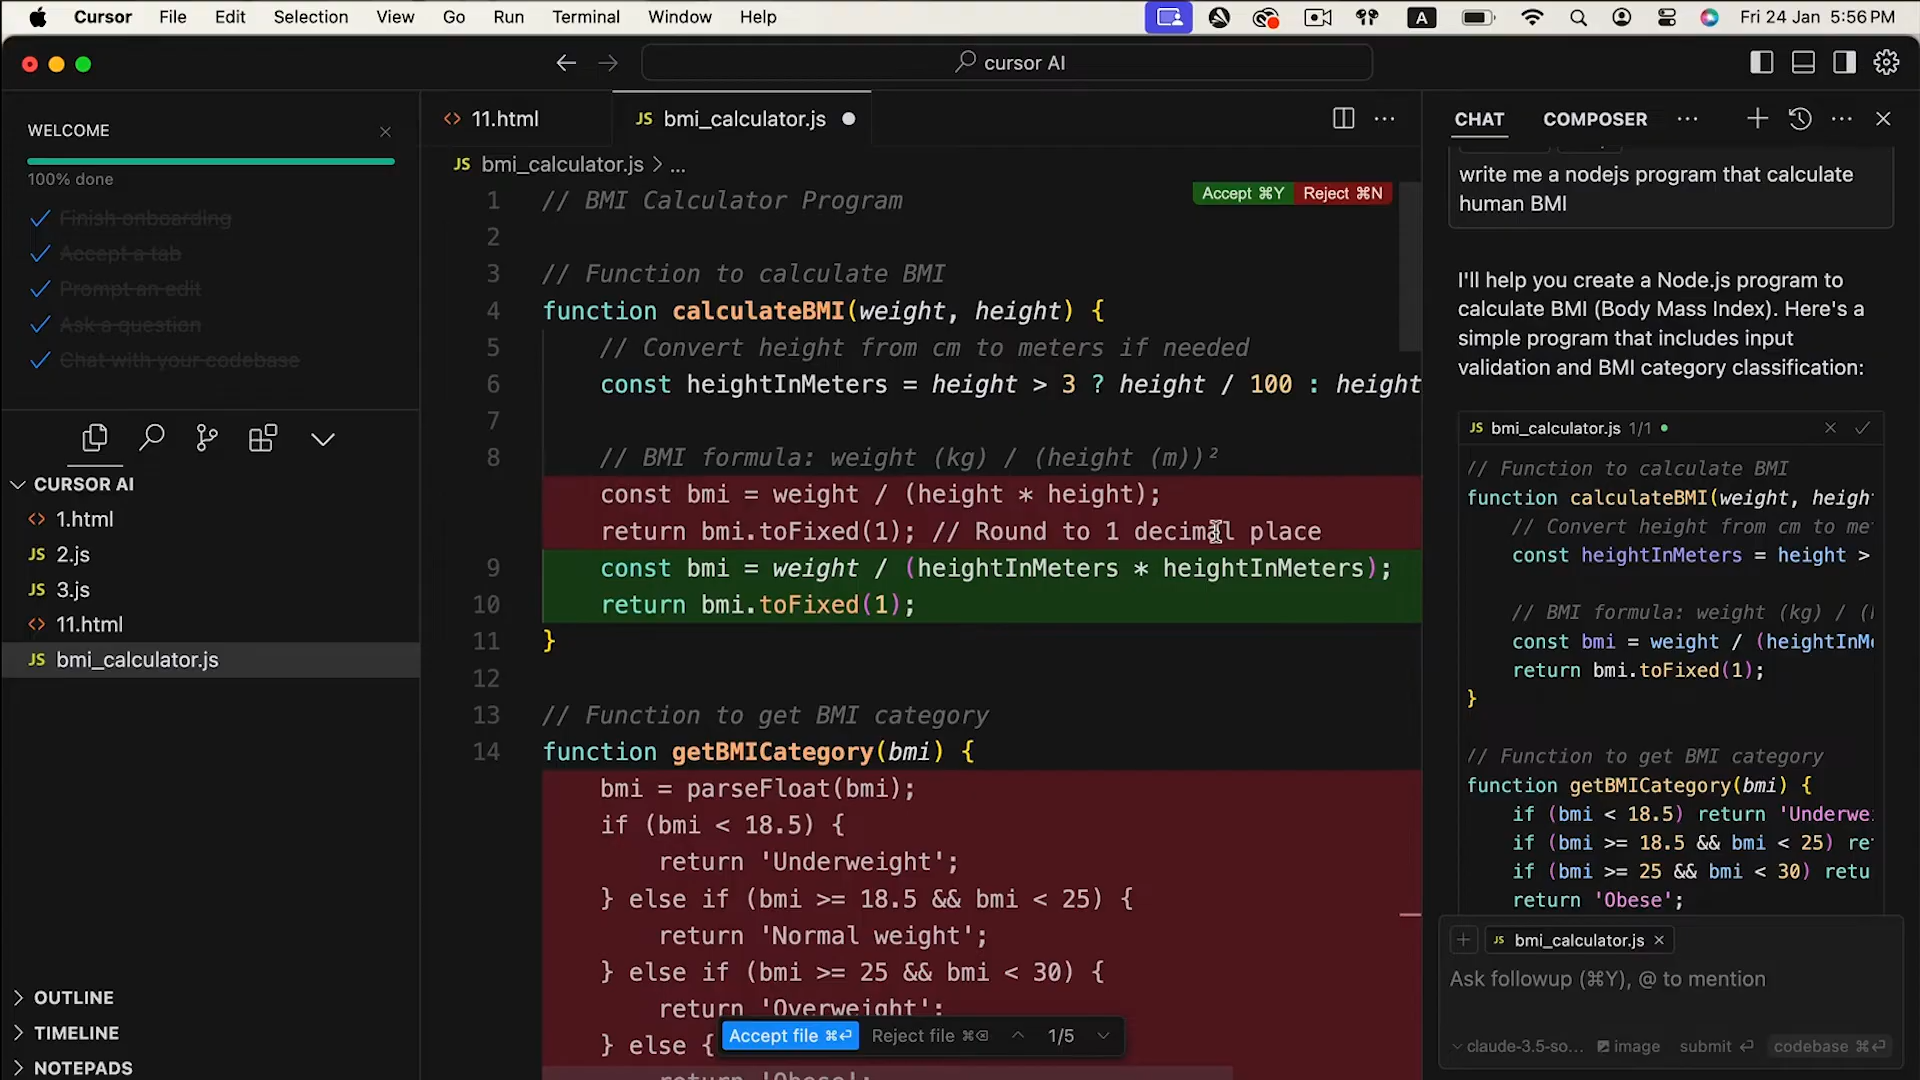 Cursor File Edit Selection View Go Run Terminal Window Help A Fri 24 Jan 5:56 PM
cursor AI
WELCOME
100% done
Finish onboarding
Accept a tab
Prompt an edit
Ask a question
Chat with your codebase
CURSOR AI
<> 1.html
JS 2.js
JS 3.js
<> 11.html
JS bmi_calculator.js
OUTLINE
TIMELINE
NOTEPADS
<> 11.html
JS bmi_calculator.js
JS bmi_calculator.js > ...
Accept ⌘Y Reject ⌘N
1 // BMI Calculator Program
2
3 // Function to calculate BMI
4 function calculateBMI(weight, height) {
5 // Convert height from cm to meters if needed
6 const heightInMeters = height > 3 ? height / 100 : height
7
8 // BMI formula: weight (kg) / (height (m))²
const bmi = weight / (height * height);
return bmi.toFixed(1); // Round to 1 decimal place
9 const bmi = weight / (heightInMeters * heightInMeters);
10 return bmi.toFixed(1);
11 }
12
13 // Function to get BMI category
14 function getBMICategory(bmi) {
bmi = parseFloat(bmi);
if (bmi < 18.5) {
return 'Underweight';
} else if (bmi >= 18.5 && bmi < 25) {
return 'Normal weight';
} else if (bmi >= 25 && bmi < 30) {
return 'Overweight';
} else {
return 'Obese';
Accept file ⌘⏎ Reject file ⌘⌫ 1/5
CHAT COMPOSER ...
write me a nodejs program that calculate
human BMI
I'll help you create a Node.js program to
calculate BMI (Body Mass Index). Here's a
simple program that includes input
validation and BMI category classification:
JS bmi_calculator.js 1/1
// Function to calculate BMI
function calculateBMI(weight, heigh
// Convert height from cm to me
const heightInMeters = height >
// BMI formula: weight (kg) / (
const bmi = weight / (heightInMe
return bmi.toFixed(1);
}
// Function to get BMI category
function getBMICategory(bmi) {
if (bmi < 18.5) return 'Underwe
if (bmi >= 18.5 && bmi < 25) re
if (bmi >= 25 && bmi < 30) retu
return 'Obese';
+ JS bmi_calculator.js ×
Ask followup (⌘Y), @ to mention
claude-3.5-so... image submit ⏎ codebase ⌘⏎